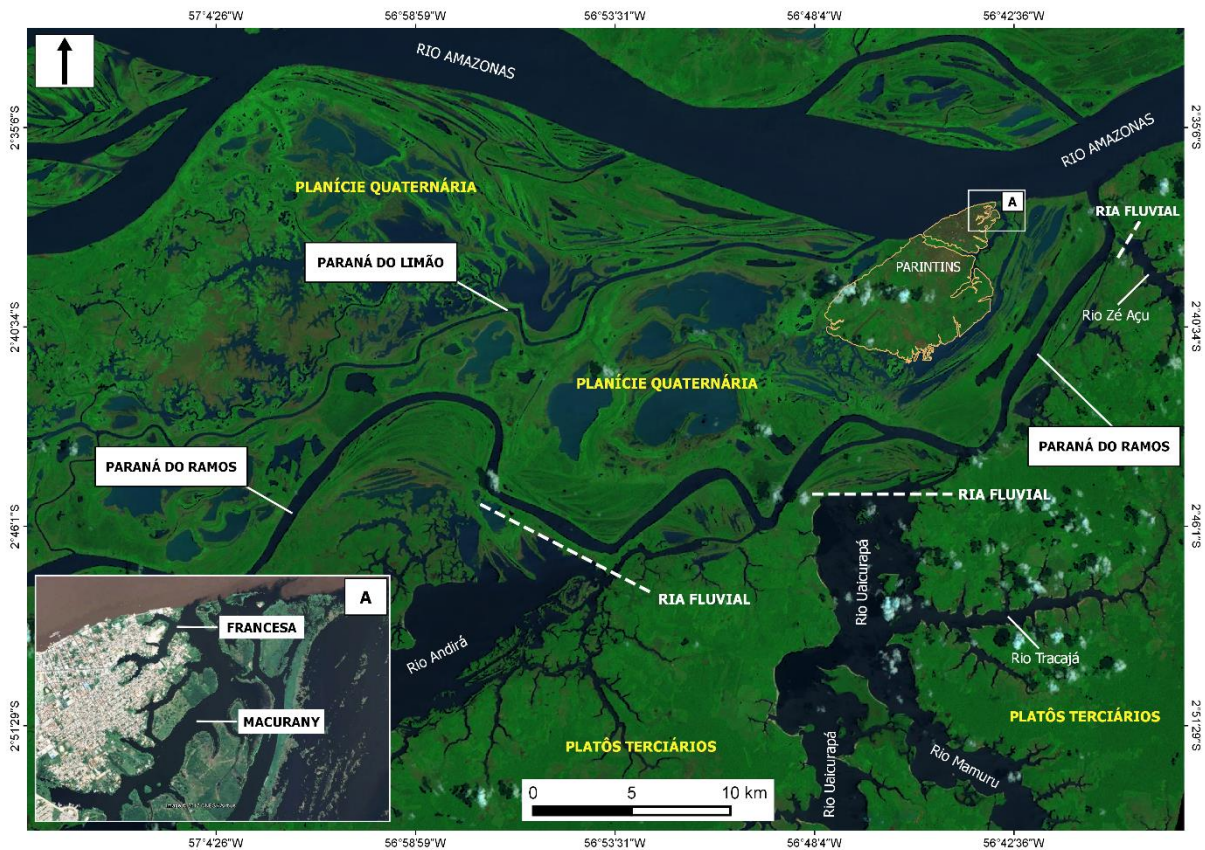 57°4'26"W
56°58'59"W
56°53'31"W
56°48'4"W
56°42'36"W
RIO AMAZONAS
2°35'6"S
2°35'6"S
RIO AMAZONAS
PLANÍCIE QUATERNÁRIA
A
RIA FLUVIAL
PARANÁ DO LIMÃO
PARINTINS
Rio Zé Açu
2°40'34"S
2°40'34"S
PLANÍCIE QUATERNÁRIA
PARANÁ DO RAMOS
PARANÁ DO RAMOS
RIA FLUVIAL
2°46'1"S
2°46'1"S
RIA FLUVIAL
Rio Uaicurapá
A
FRANCESA
Rio Andirá
Rio Tracajá
MACURANY
PLATÔS TERCIÁRIOS
2°51'29"S
2°51'29"S
PLATÔS TERCIÁRIOS
Rio Mamuru
Rio Uaicurapá
0 5 10 km
57°4'26"W
56°58'59"W
56°53'31"W
56°48'4"W
56°42'36"W